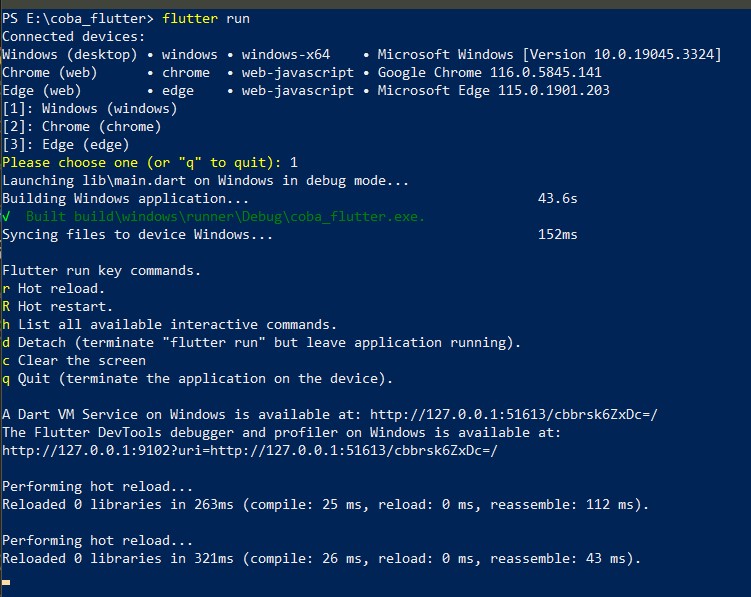 PS E:\coba_flutter> flutter run
Connected devices:
Windows (desktop) • windows • windows-x64    • Microsoft Windows [Version 10.0.19045.3324]
Chrome (web)      • chrome  • web-javascript • Google Chrome 116.0.5845.141
Edge (web)        • edge    • web-javascript • Microsoft Edge 115.0.1901.203
[1]: Windows (windows)
[2]: Chrome (chrome)
[3]: Edge (edge)
Please choose one (or "q" to quit): 1
Launching lib\main.dart on Windows in debug mode...
Building Windows application...                                    43.6s
√  Built build\windows\runner\Debug\coba_flutter.exe.
Syncing files to device Windows...                                 152ms
Flutter run key commands.
r Hot reload.
R Hot restart.
h List all available interactive commands.
d Detach (terminate "flutter run" but leave application running).
c Clear the screen
q Quit (terminate the application on the device).
A Dart VM Service on Windows is available at: http://127.0.0.1:51613/cbbrsk6ZxDc=/
The Flutter DevTools debugger and profiler on Windows is available at:
http://127.0.0.1:9102?uri=http://127.0.0.1:51613/cbbrsk6ZxDc=/
Performing hot reload...
Reloaded 0 libraries in 263ms (compile: 25 ms, reload: 0 ms, reassemble: 112 ms).
Performing hot reload...
Reloaded 0 libraries in 321ms (compile: 26 ms, reload: 0 ms, reassemble: 43 ms).